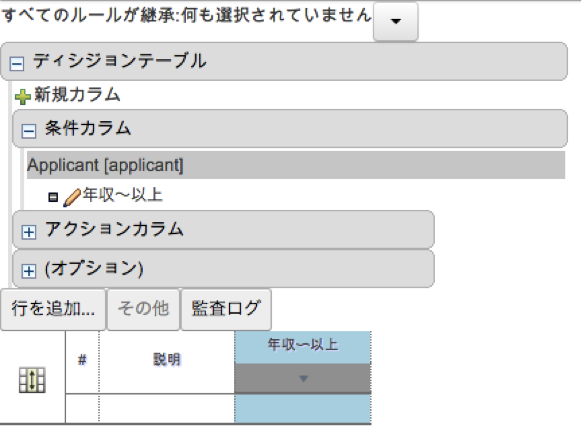 すべてのルールが継承:何も選択されていません
ディシジョンテーブル
新規カラム
条件カラム
Applicant [applicant]
年収〜以上
アクションカラム
(オプション)
行を追加... その他 監査ログ
# 説明 年収〜以上